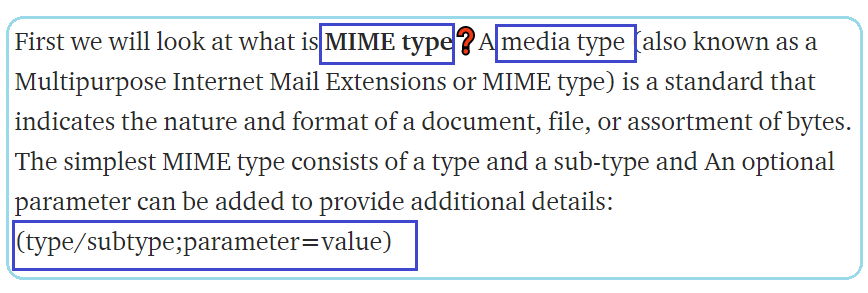 First we will look at what is MIME type❓ A media type (also known as a
Multipurpose Internet Mail Extensions or MIME type) is a standard that
indicates the nature and format of a document, file, or assortment of bytes.
The simplest MIME type consists of a type and a sub-type and An optional
parameter can be added to provide additional details:
(type/subtype;parameter=value)